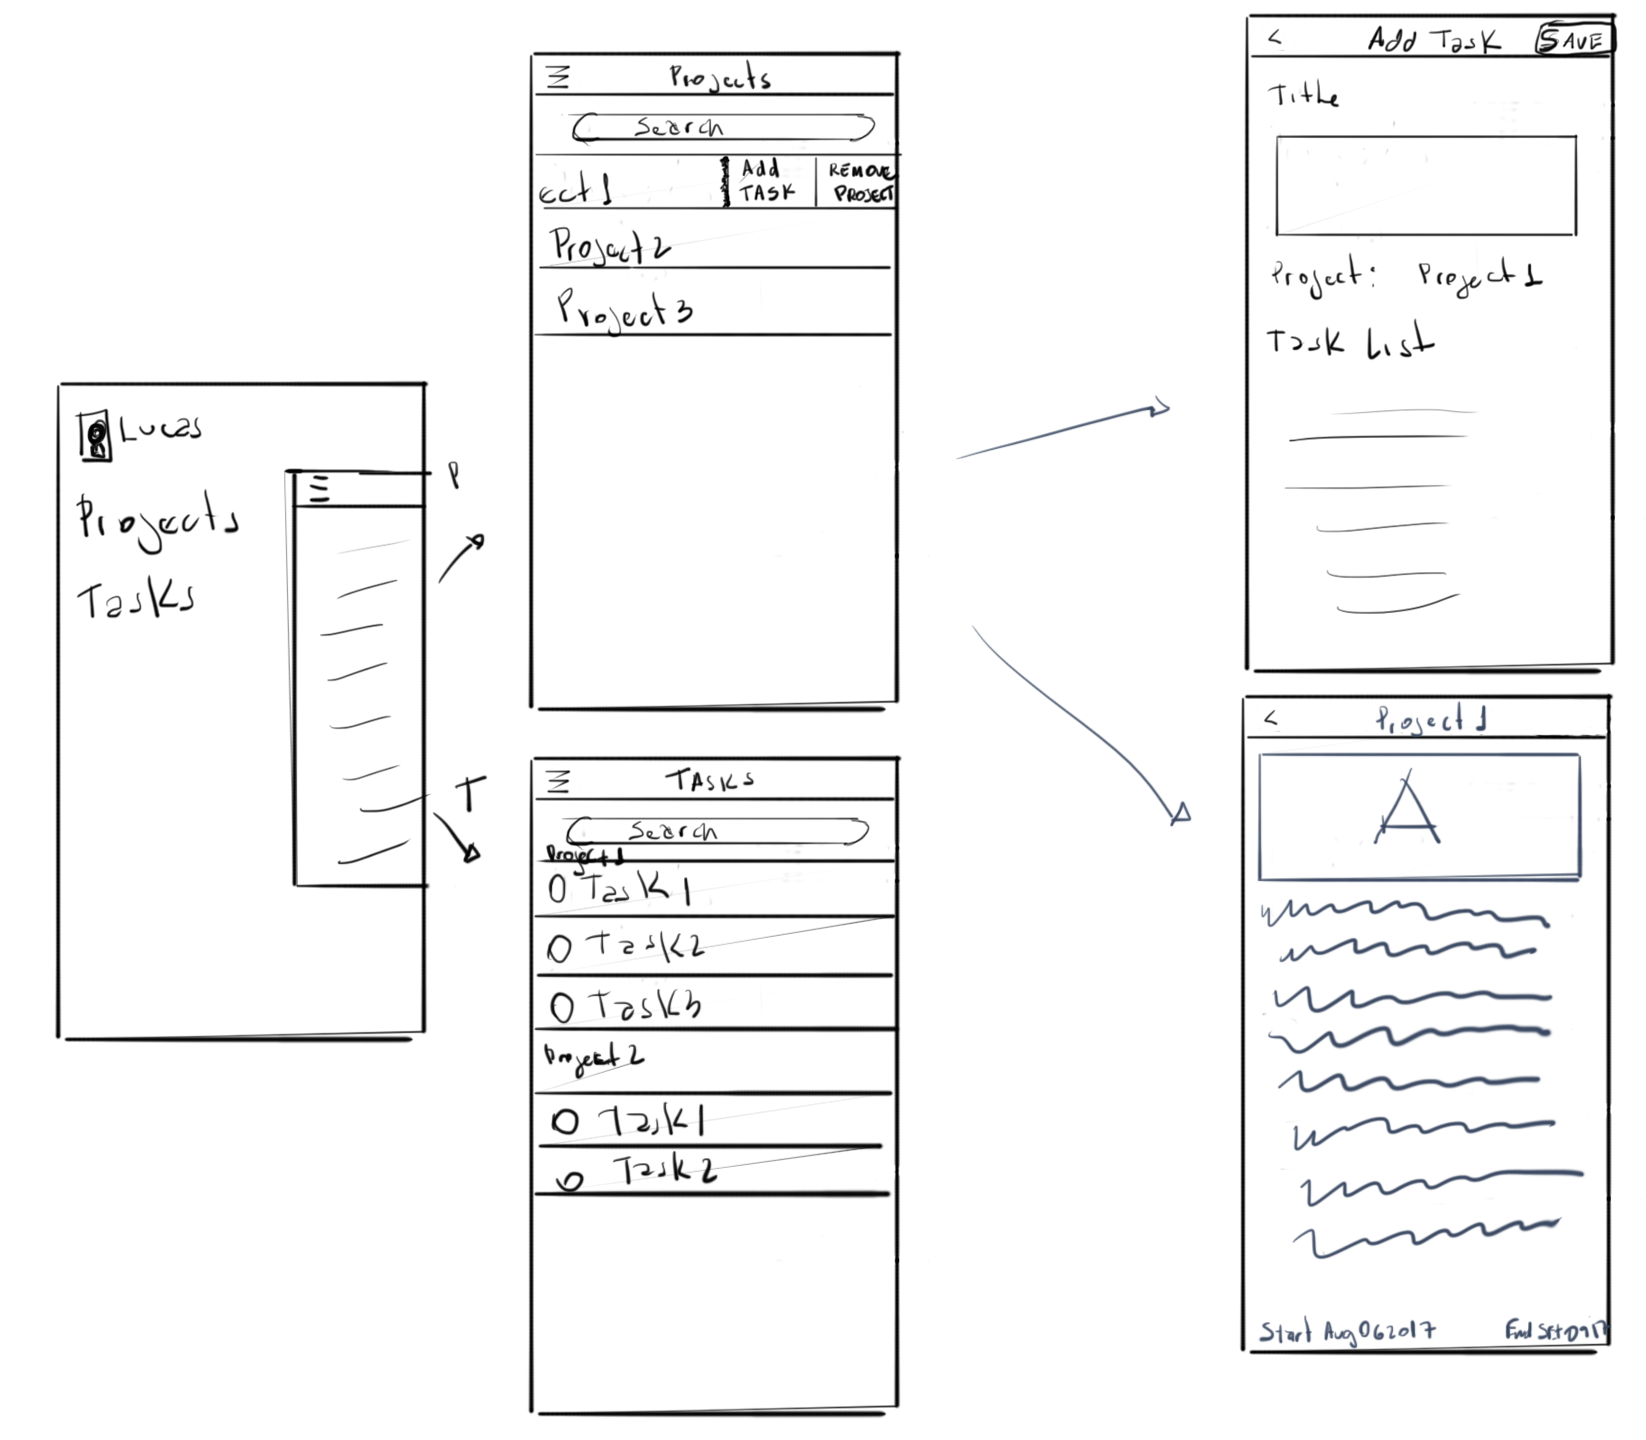 Lucas
Projects
Tasks
P
T
Projects
Search
ect 1
Add
TASK
REMOVE
PROJECT
Project 2
Project 3
TASKS
Search
Project 1
Task 1
Task 2
Task 3
Project 2
Task 1
Task 2
< Add Task SAVE
Title
Project: Project 1
Task List
< Project 1
A
Start Aug 06 2017
End